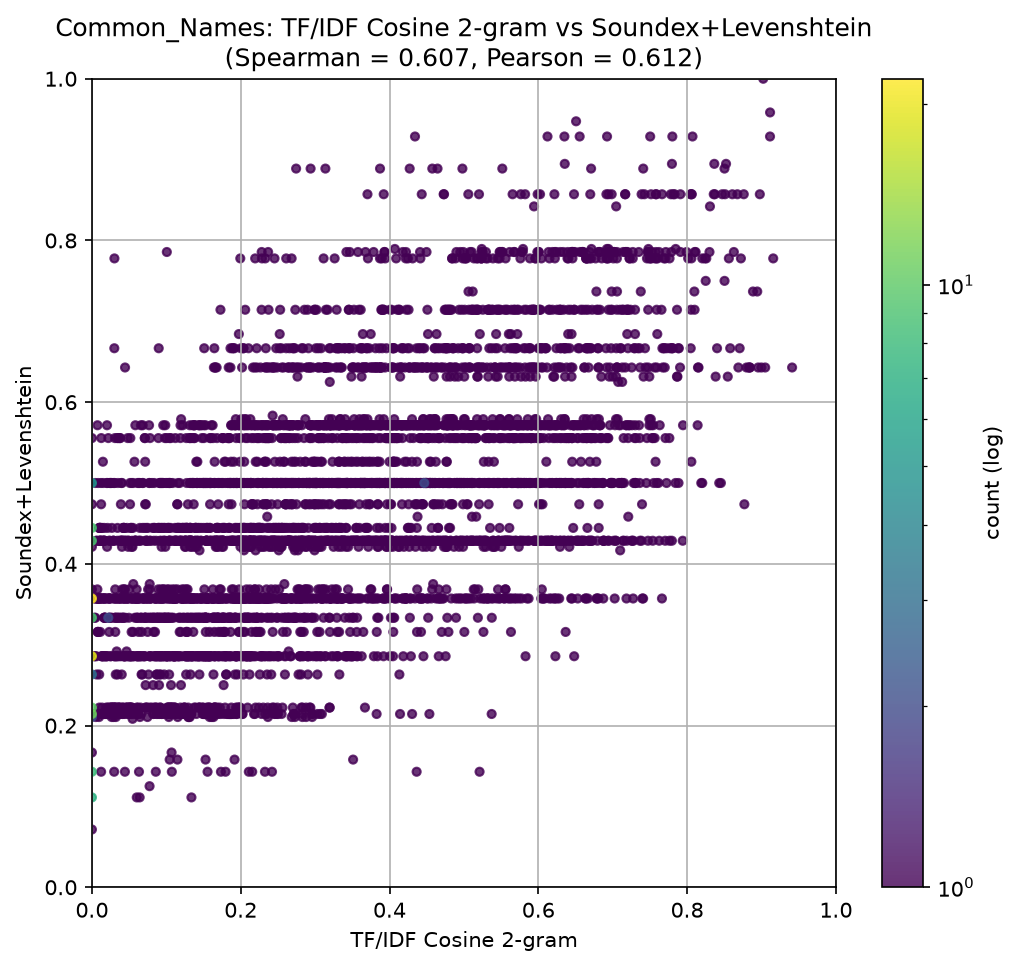 Common_Names: TF/IDF Cosine 2-gram vs Soundex+Levenshtein
(Spearman = 0.607, Pearson = 0.612)
1.0
0.8
0.6
0.4
0.2
0.0
Soundex+Levenshtein
0.0 0.2 0.4 0.6 0.8 1.0
TF/IDF Cosine 2-gram
10¹
10⁰
count (log)